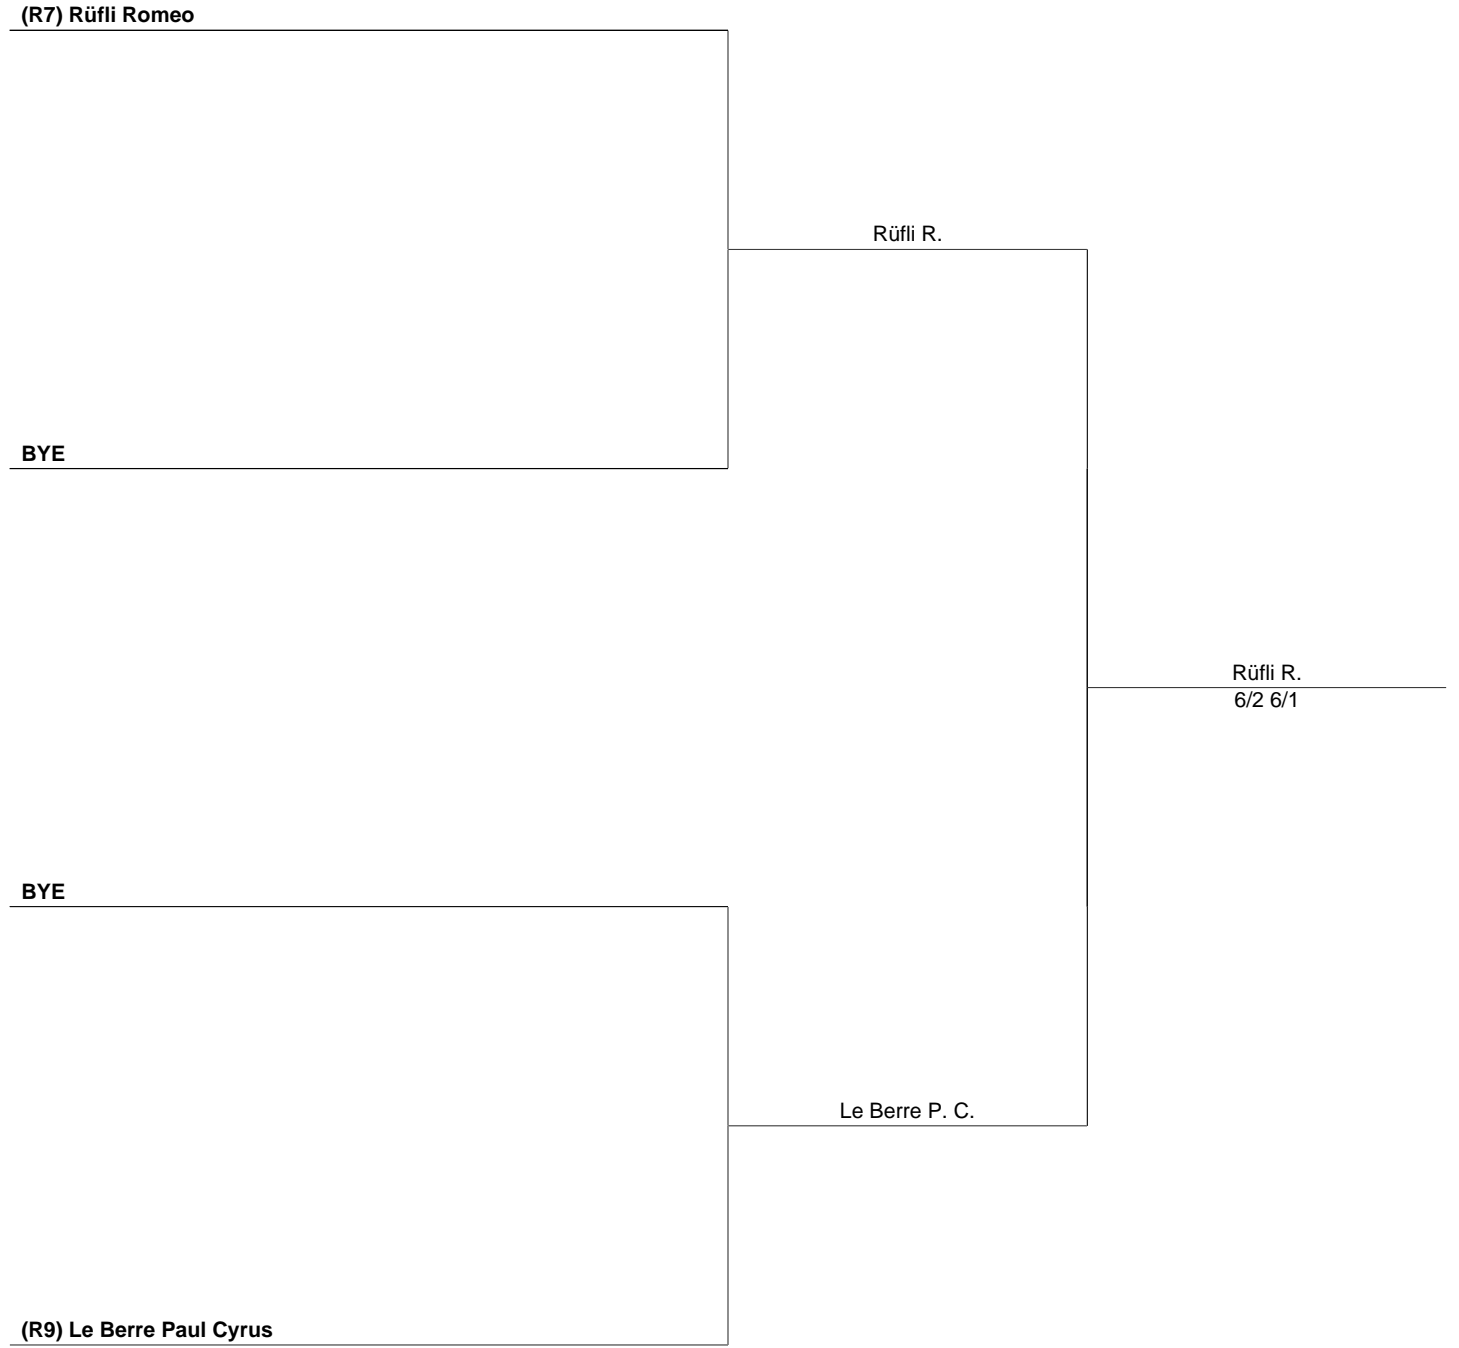 (R7) Rüfli Romeo
Rüfli R.
BYE
Rüfli R.
6/2 6/1
BYE
Le Berre P. C.
(R9) Le Berre Paul Cyrus